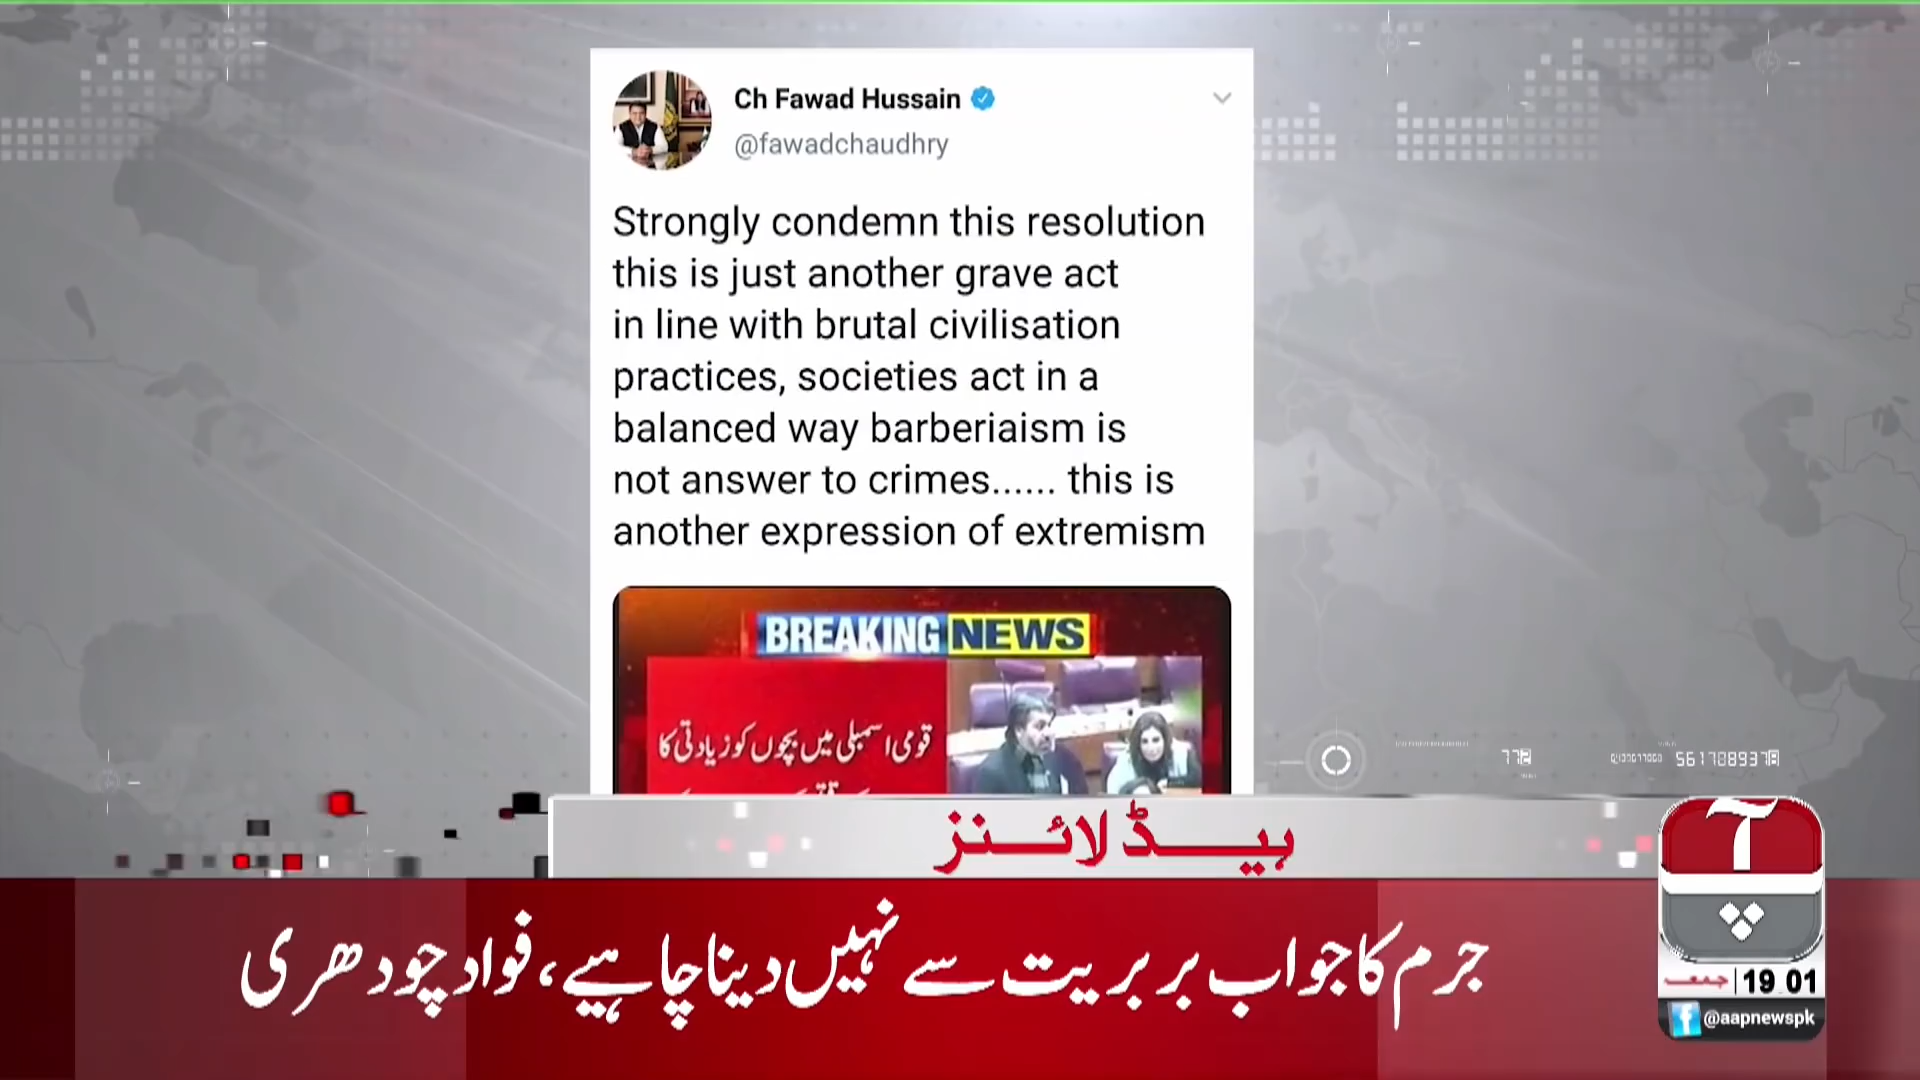 Ch Fawad Hussain
@fawadchaudhry
Strongly condemn this resolution
this is just another grave act
in line with brutal civilisation
practices, societies act in a
balanced way barberiaism is
not answer to crimes...... this is
another expression of extremism
BREAKING NEWS
قومی اسمبلی میں بچوں کو زیادتی کا
772
5617889378
ہیڈ لائنز
جرم کا جواب بربریت سے نہیں دینا چاہیے، فواد چودھری
آپ
جمعہ 19 01
@aapnewspk